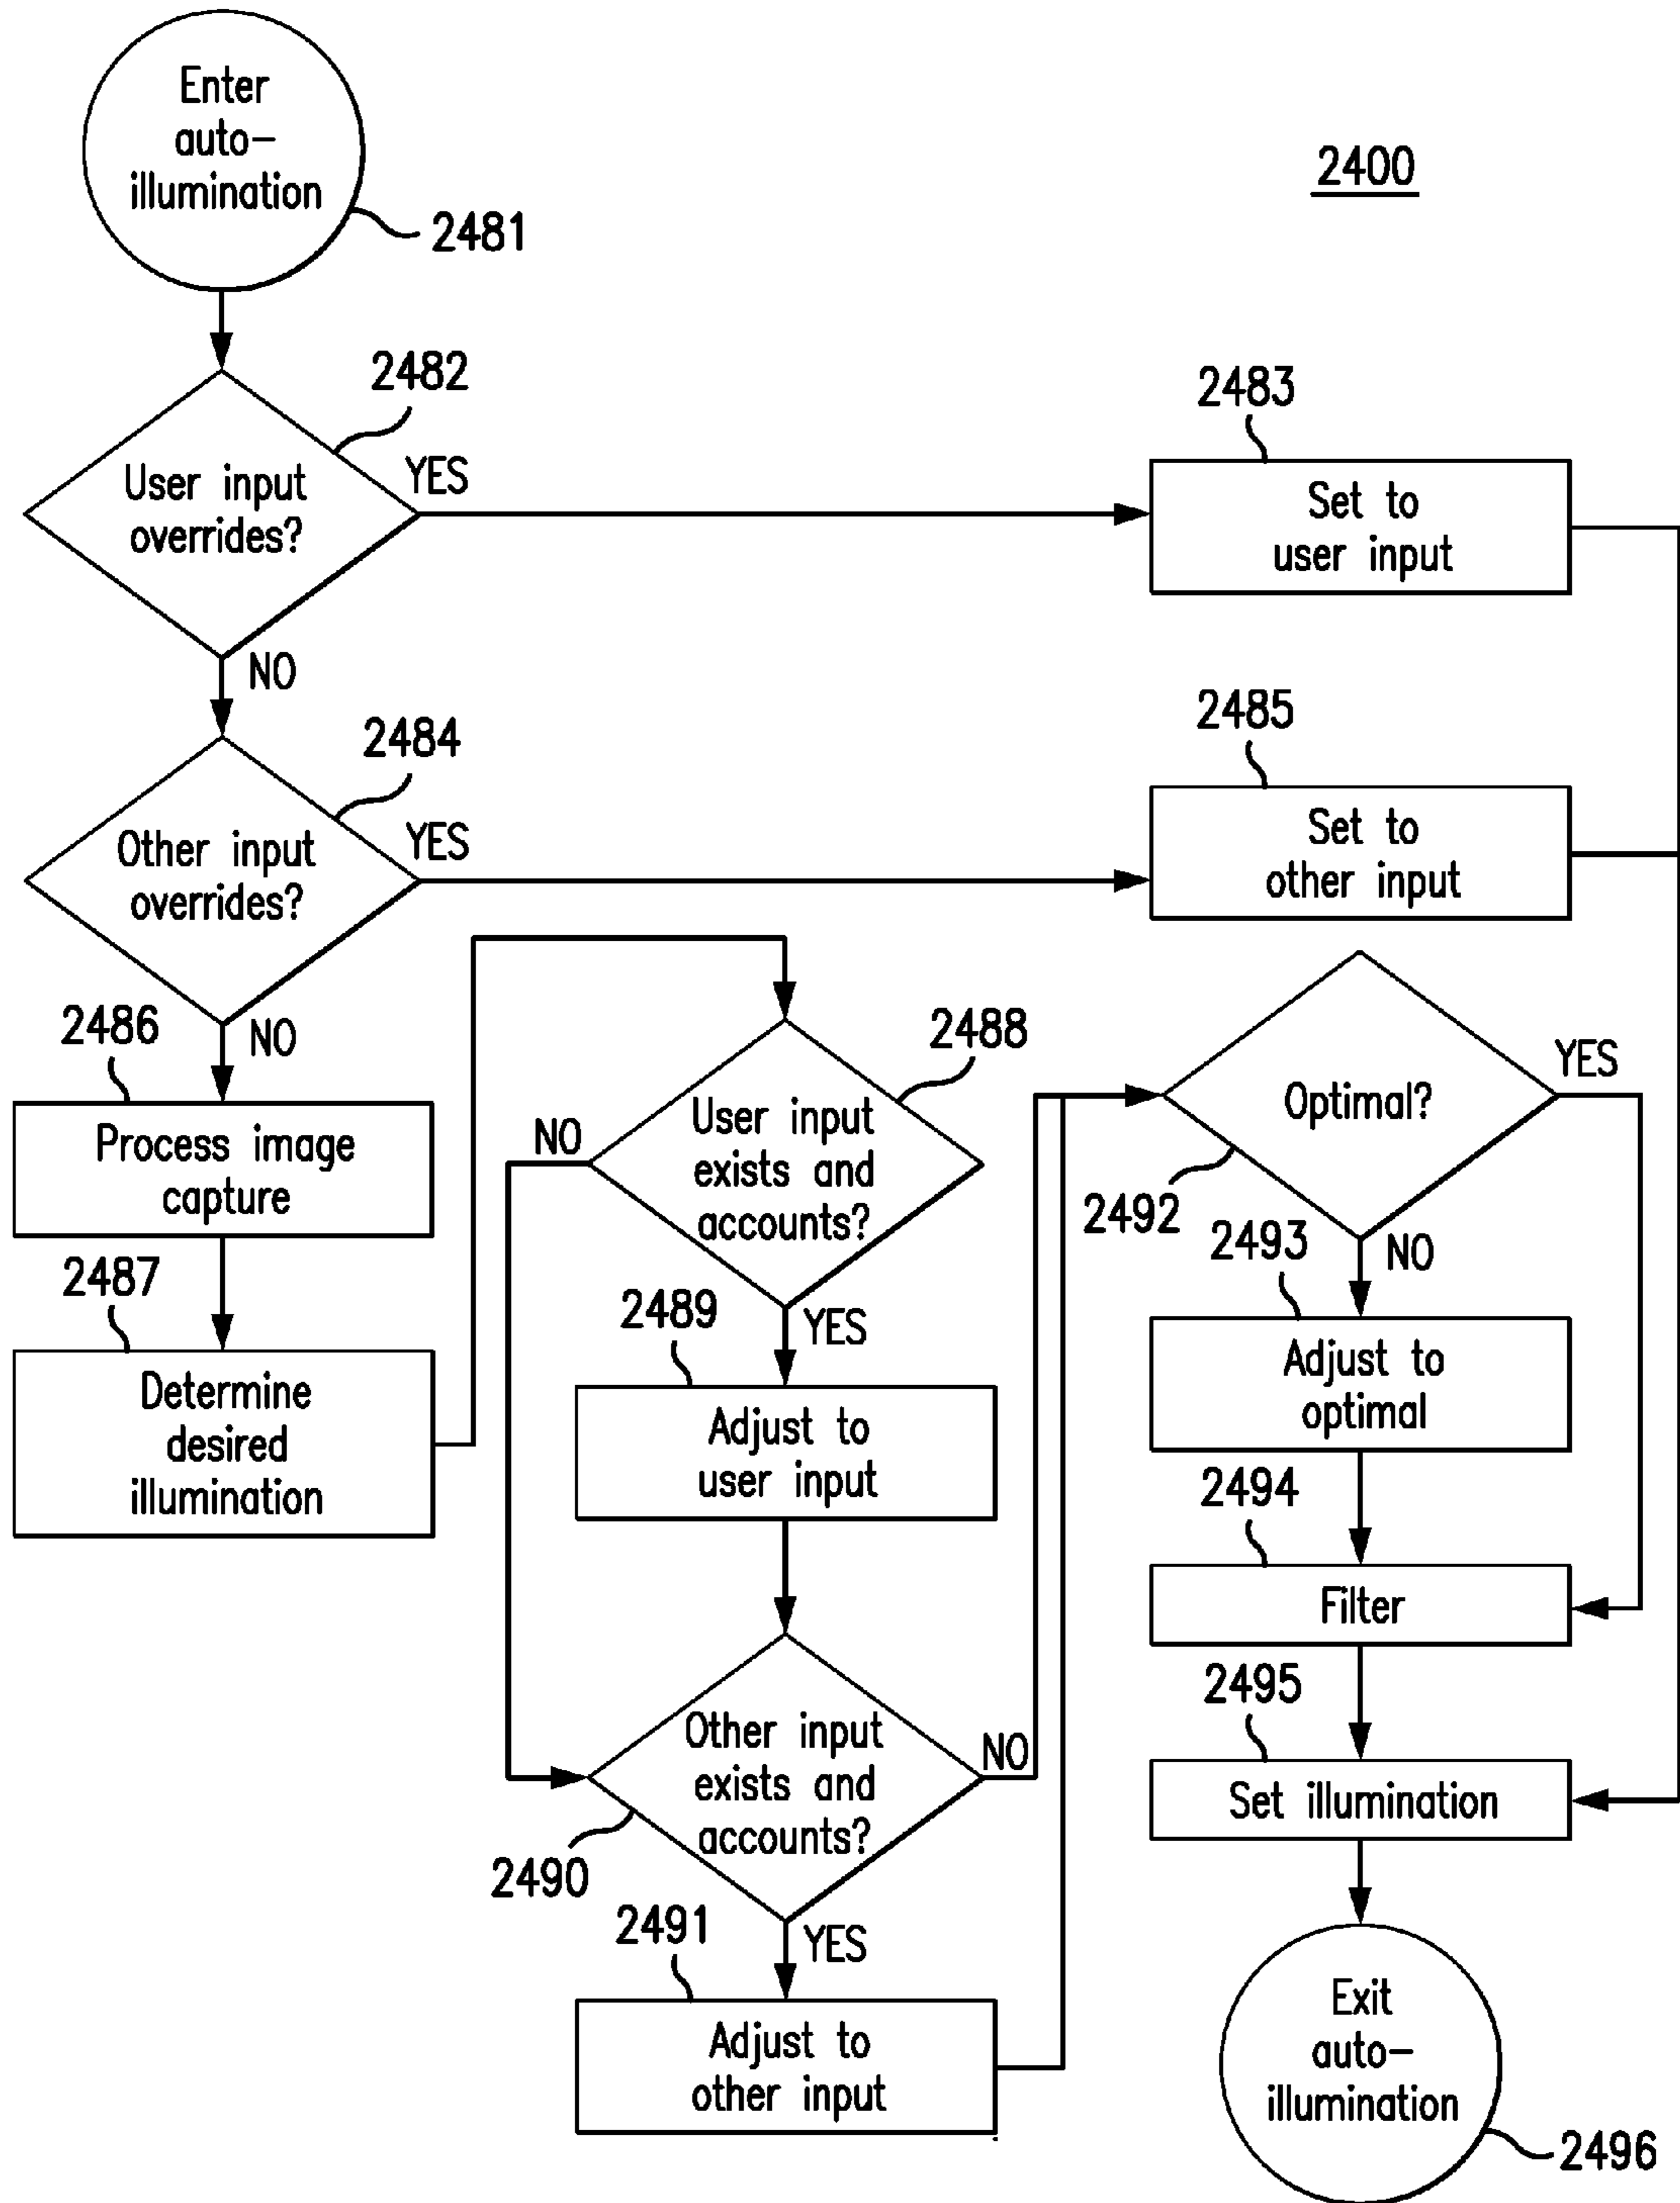 Enter
auto-
illumination
2481
2400
2482
User input
overrides?
YES
NO
2483
Set to
user input
2484
Other input
overrides?
YES
NO
2485
Set to
other input
2486
Process image
capture
2487
Determine
desired
illumination
2488
User input
exists and
accounts?
NO
YES
2489
Adjust to
user input
Other input
exists and
accounts?
2490
NO
YES
2491
Adjust to
other input
Optimal?
2492
YES
NO
2493
Adjust to
optimal
2494
Filter
2495
Set illumination
Exit
auto-
illumination
2496